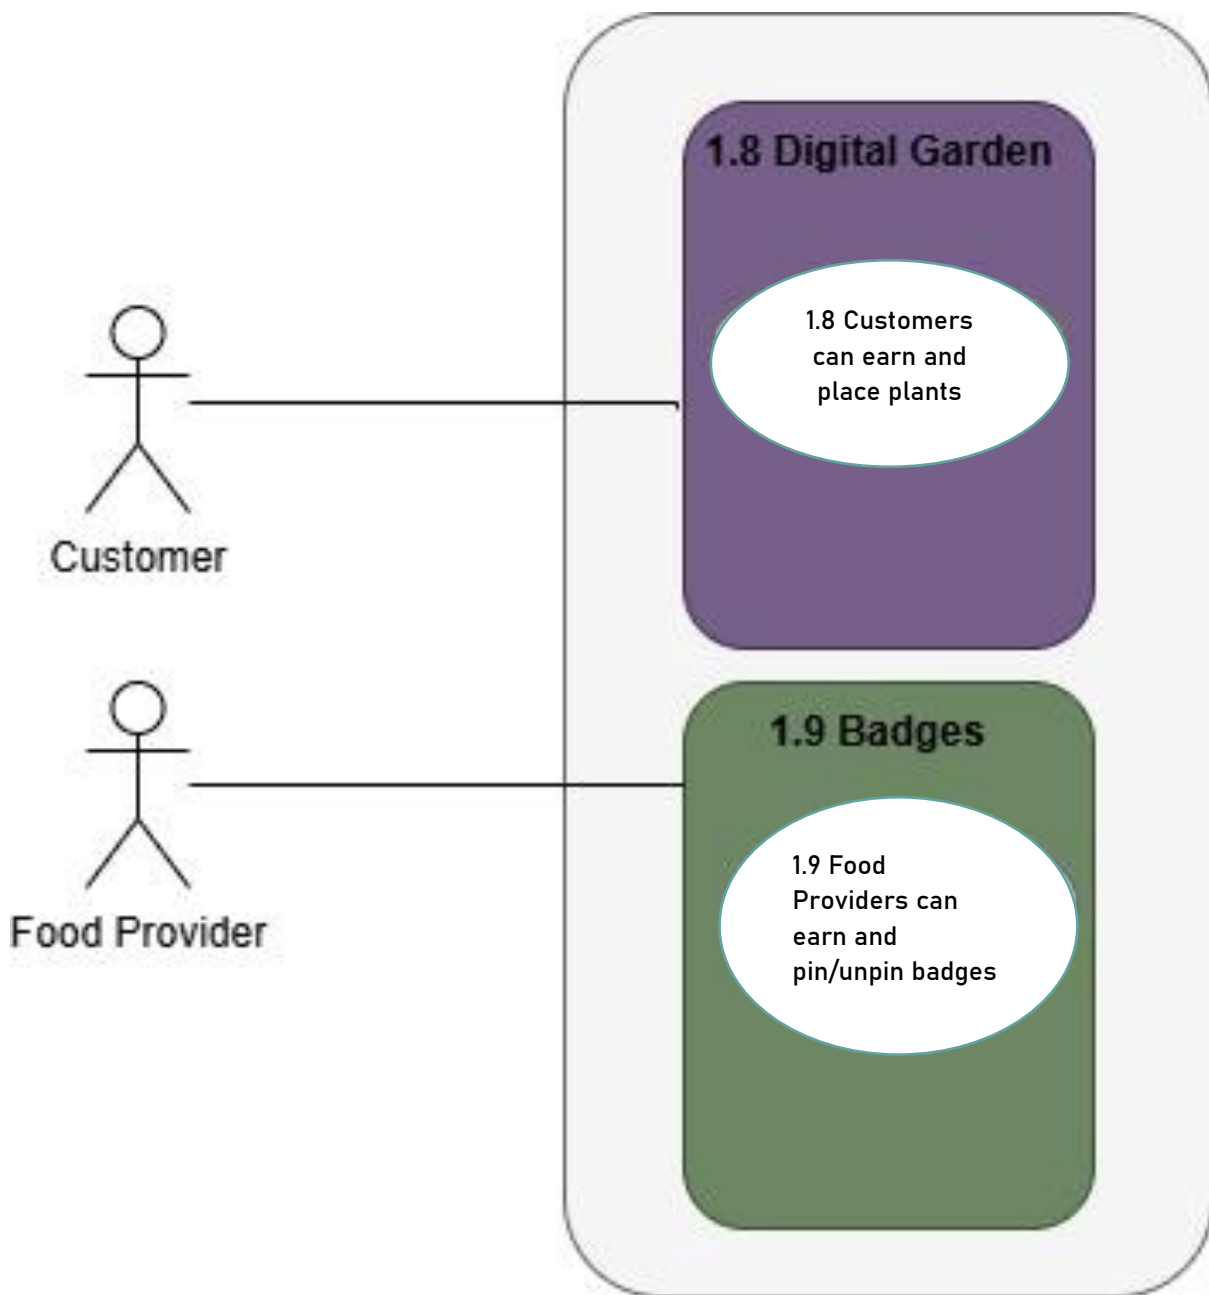 1.8 Digital Garden
1.8 Customers
can earn and
place plants
Customer
1.9 Badges
1.9 Food
Providers can
earn and
pin/unpin badges
Food Provider